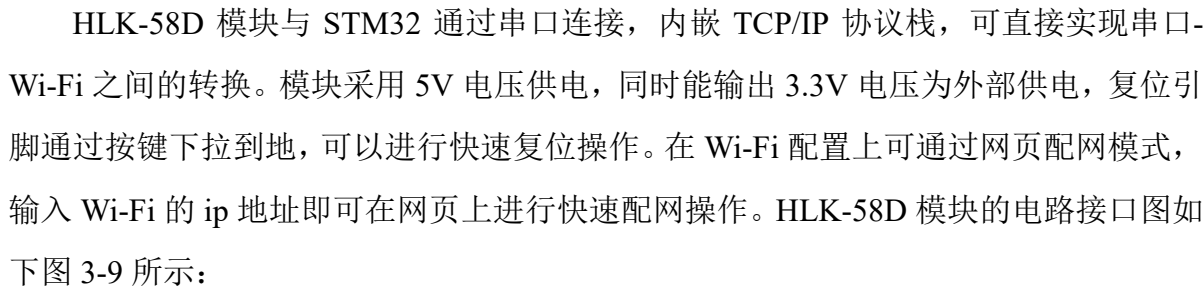 HLK-58D 模块与 STM32 通过串口连接，内嵌 TCP/IP 协议栈，可直接实现串口-
Wi-Fi 之间的转换。模块采用 5V 电压供电，同时能输出 3.3V 电压为外部供电，复位引
脚通过按键下拉到地，可以进行快速复位操作。在 Wi-Fi 配置上可通过网页配网模式，
输入 Wi-Fi 的 ip 地址即可在网页上进行快速配网操作。HLK-58D 模块的电路接口图如
下图 3-9 所示：